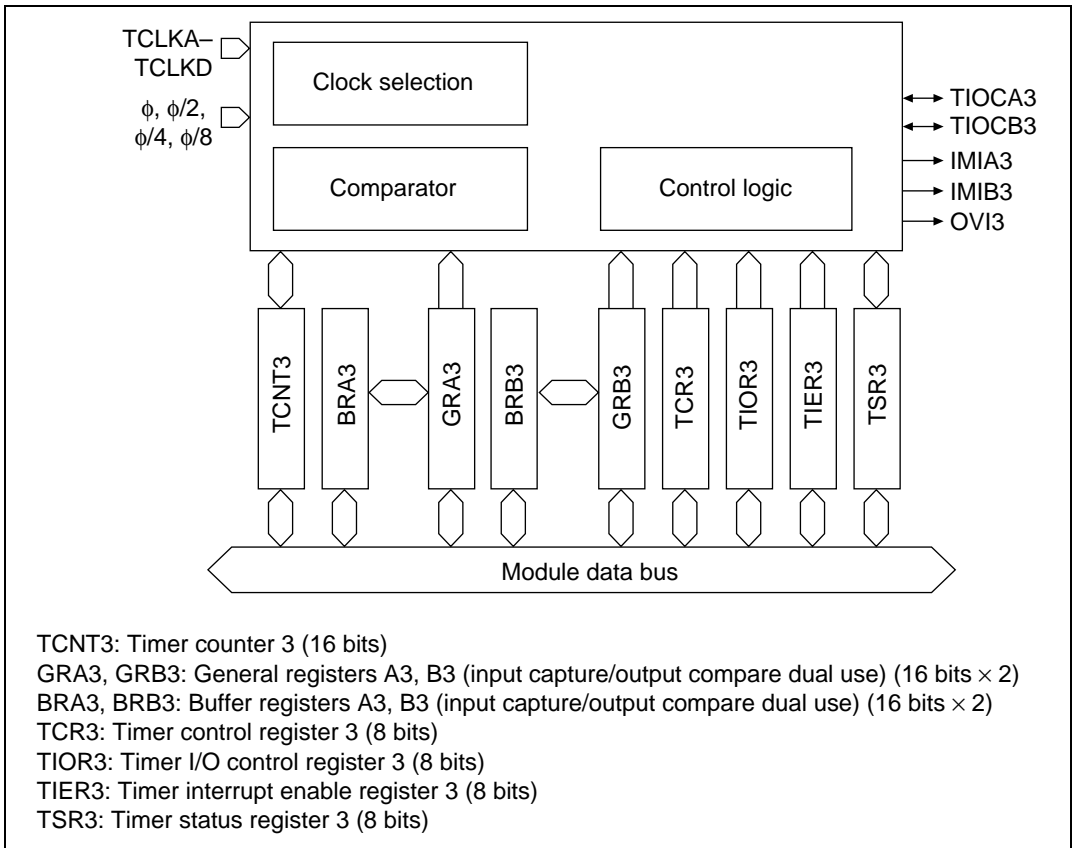 TCLKA–
TCLKD
ϕ, ϕ/2,
ϕ/4, ϕ/8
Clock selection
Comparator
Control logic
TIOCA3
TIOCB3
IMIA3
IMIB3
OVI3
TCNT3
BRA3
GRA3
BRB3
GRB3
TCR3
TIOR3
TIER3
TSR3
Module data bus
TCNT3: Timer counter 3 (16 bits)
GRA3, GRB3: General registers A3, B3 (input capture/output compare dual use) (16 bits × 2)
BRA3, BRB3: Buffer registers A3, B3 (input capture/output compare dual use) (16 bits × 2)
TCR3: Timer control register 3 (8 bits)
TIOR3: Timer I/O control register 3 (8 bits)
TIER3: Timer interrupt enable register 3 (8 bits)
TSR3: Timer status register 3 (8 bits)